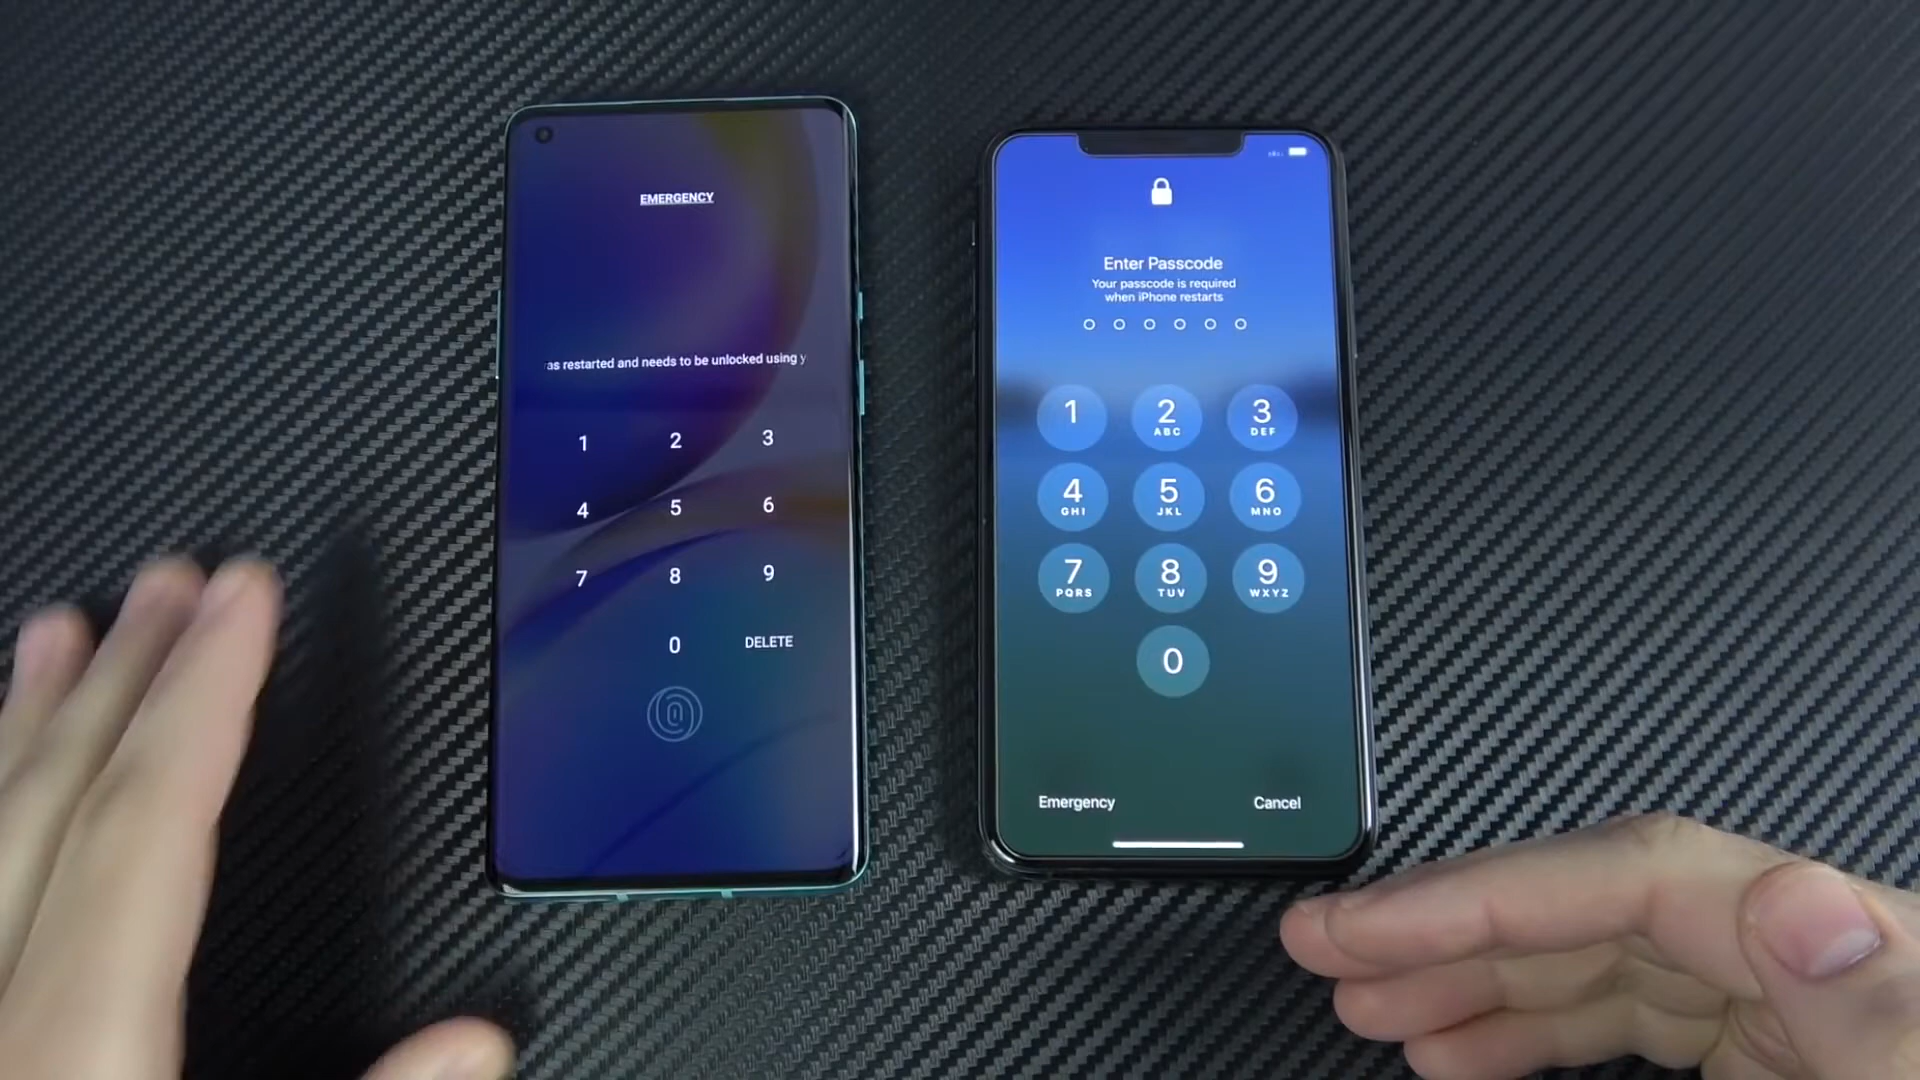 EMERGENCY
as restarted and needs to be unlocked using y
1 2 3
4 5 6
7 8 9
0 DELETE
Enter Passcode
Your passcode is required
when iPhone restarts
1 2 3
ABC DEF
4 5 6
GHI JKL MNO
7 8 9
PQRS TUV WXYZ
0
Emergency Cancel